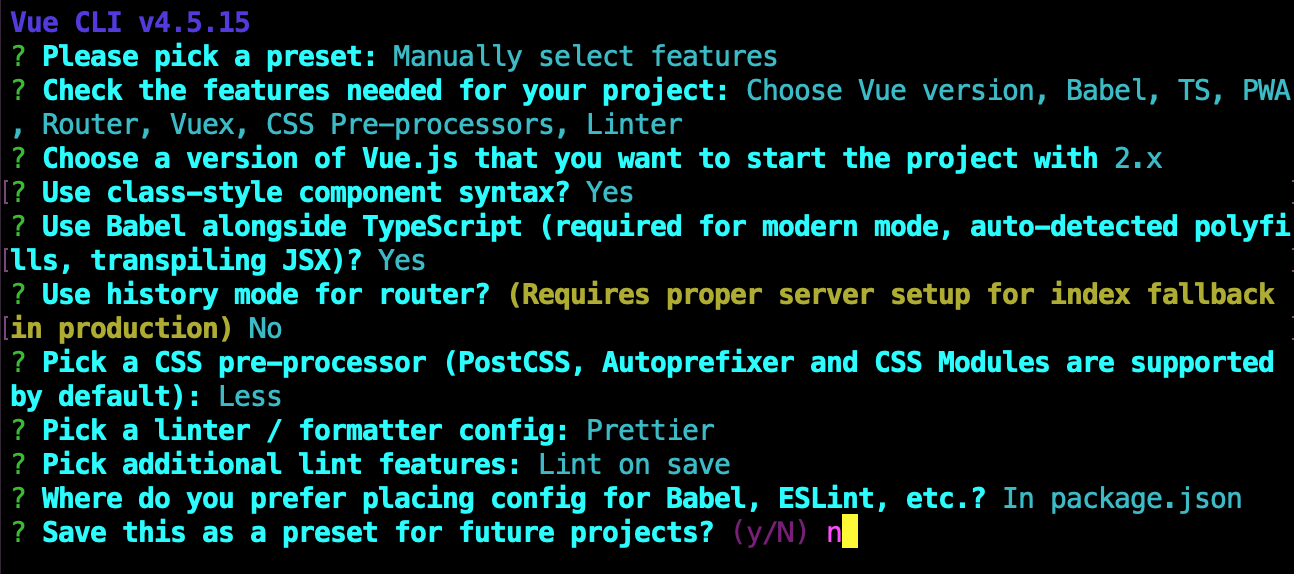 Vue CLI v4.5.15
? Please pick a preset: Manually select features
? Check the features needed for your project: Choose Vue version, Babel, TS, PWA
, Router, Vuex, CSS Pre-processors, Linter
? Choose a version of Vue.js that you want to start the project with 2.x
[? Use class-style component syntax? Yes
? Use Babel alongside TypeScript (required for modern mode, auto-detected polyfi
[lls, transpiling JSX)? Yes
? Use history mode for router? (Requires proper server setup for index fallback
[in production) No
? Pick a CSS pre-processor (PostCSS, Autoprefixer and CSS Modules are supported
by default): Less
? Pick a linter / formatter config: Prettier
? Pick additional lint features: Lint on save
? Where do you prefer placing config for Babel, ESLint, etc.? In package.json
? Save this as a preset for future projects? (y/N) n